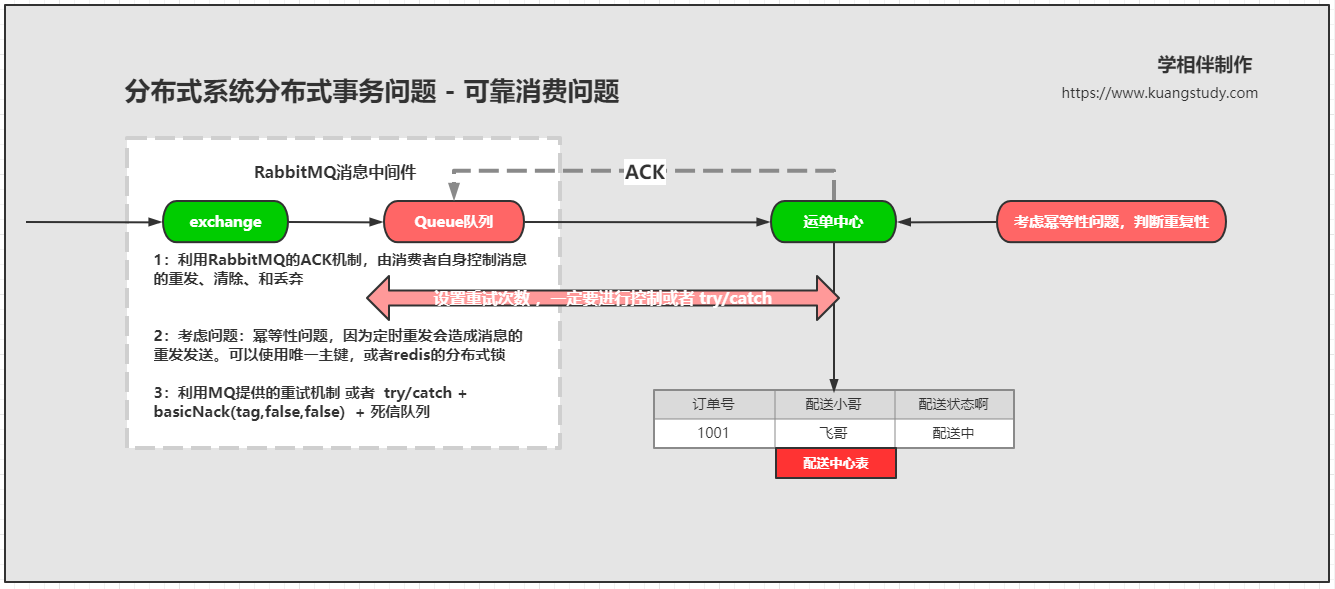 学相伴制作
分布式系统分布式事务问题 - 可靠消费问题
https://www.kuangstudy.com
RabbitMQ消息中间件
ACK
exchange
Queue队列
运单中心
考虑幂等性问题，判断重复性
1：利用RabbitMQ的ACK机制，由消费者自身控制消息
的重发、清除、和丢弃
设置重试次数 ，一定要进行控制或者 try/catch
2：考虑问题：幂等性问题，因为定时重发会造成消息的
重发发送。可以使用唯一主键，或者redis的分布式锁
3：利用MQ提供的重试机制 或者 try/catch +
basicNack(tag,false,false) + 死信队列
订单号 配送小哥 配送状态啊
1001 飞哥 配送中
配送中心表